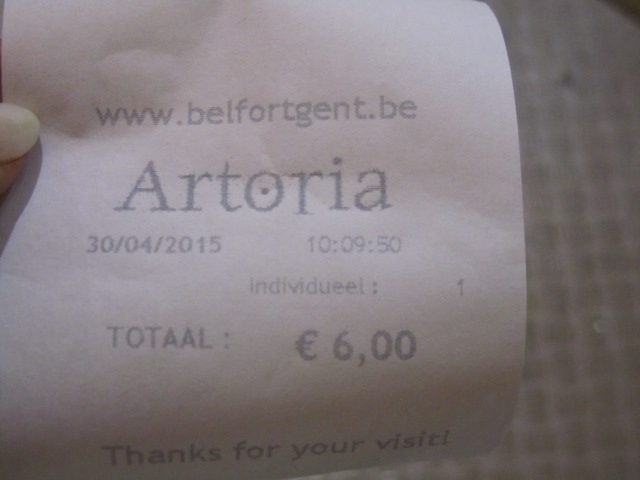 www.belfortgent.be
Artoria
30/04/2015 10:09:50
Individueel: 1
TOTAAL : € 6,00
Thanks for your visit!